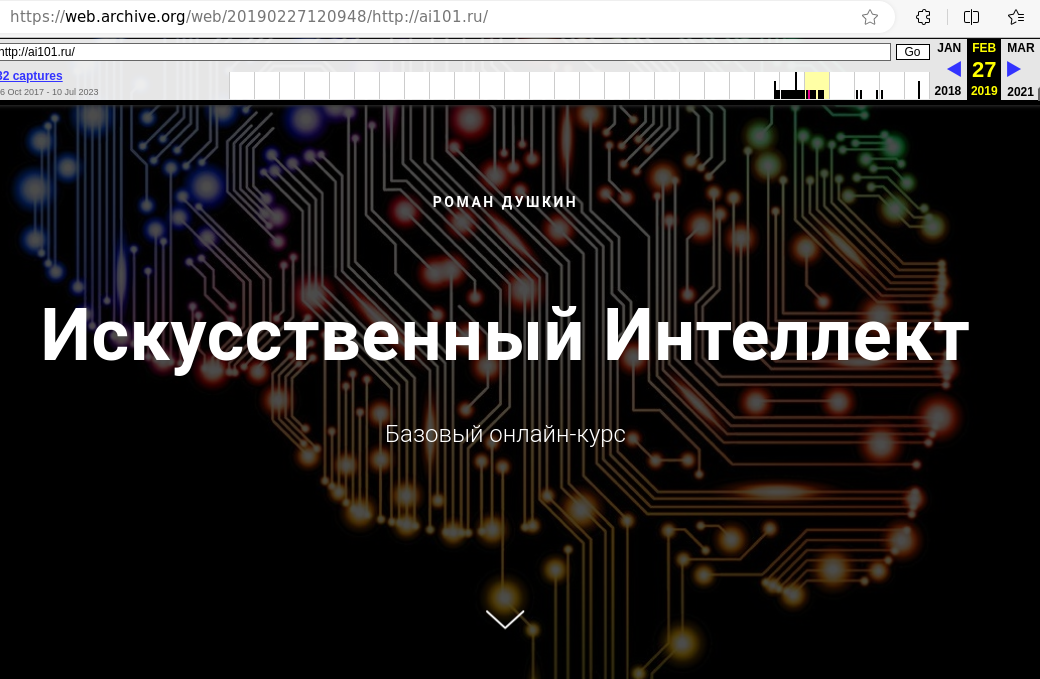 https://web.archive.org/web/20190227120948/http://ai101.ru/
http://ai101.ru/
Go
JAN FEB MAR
32 captures
27
6 Oct 2017 - 10 Jul 2023
2018 2019 2021
РОМАН ДУШКИН
Искусственный Интеллект
Базовый онлайн-курс